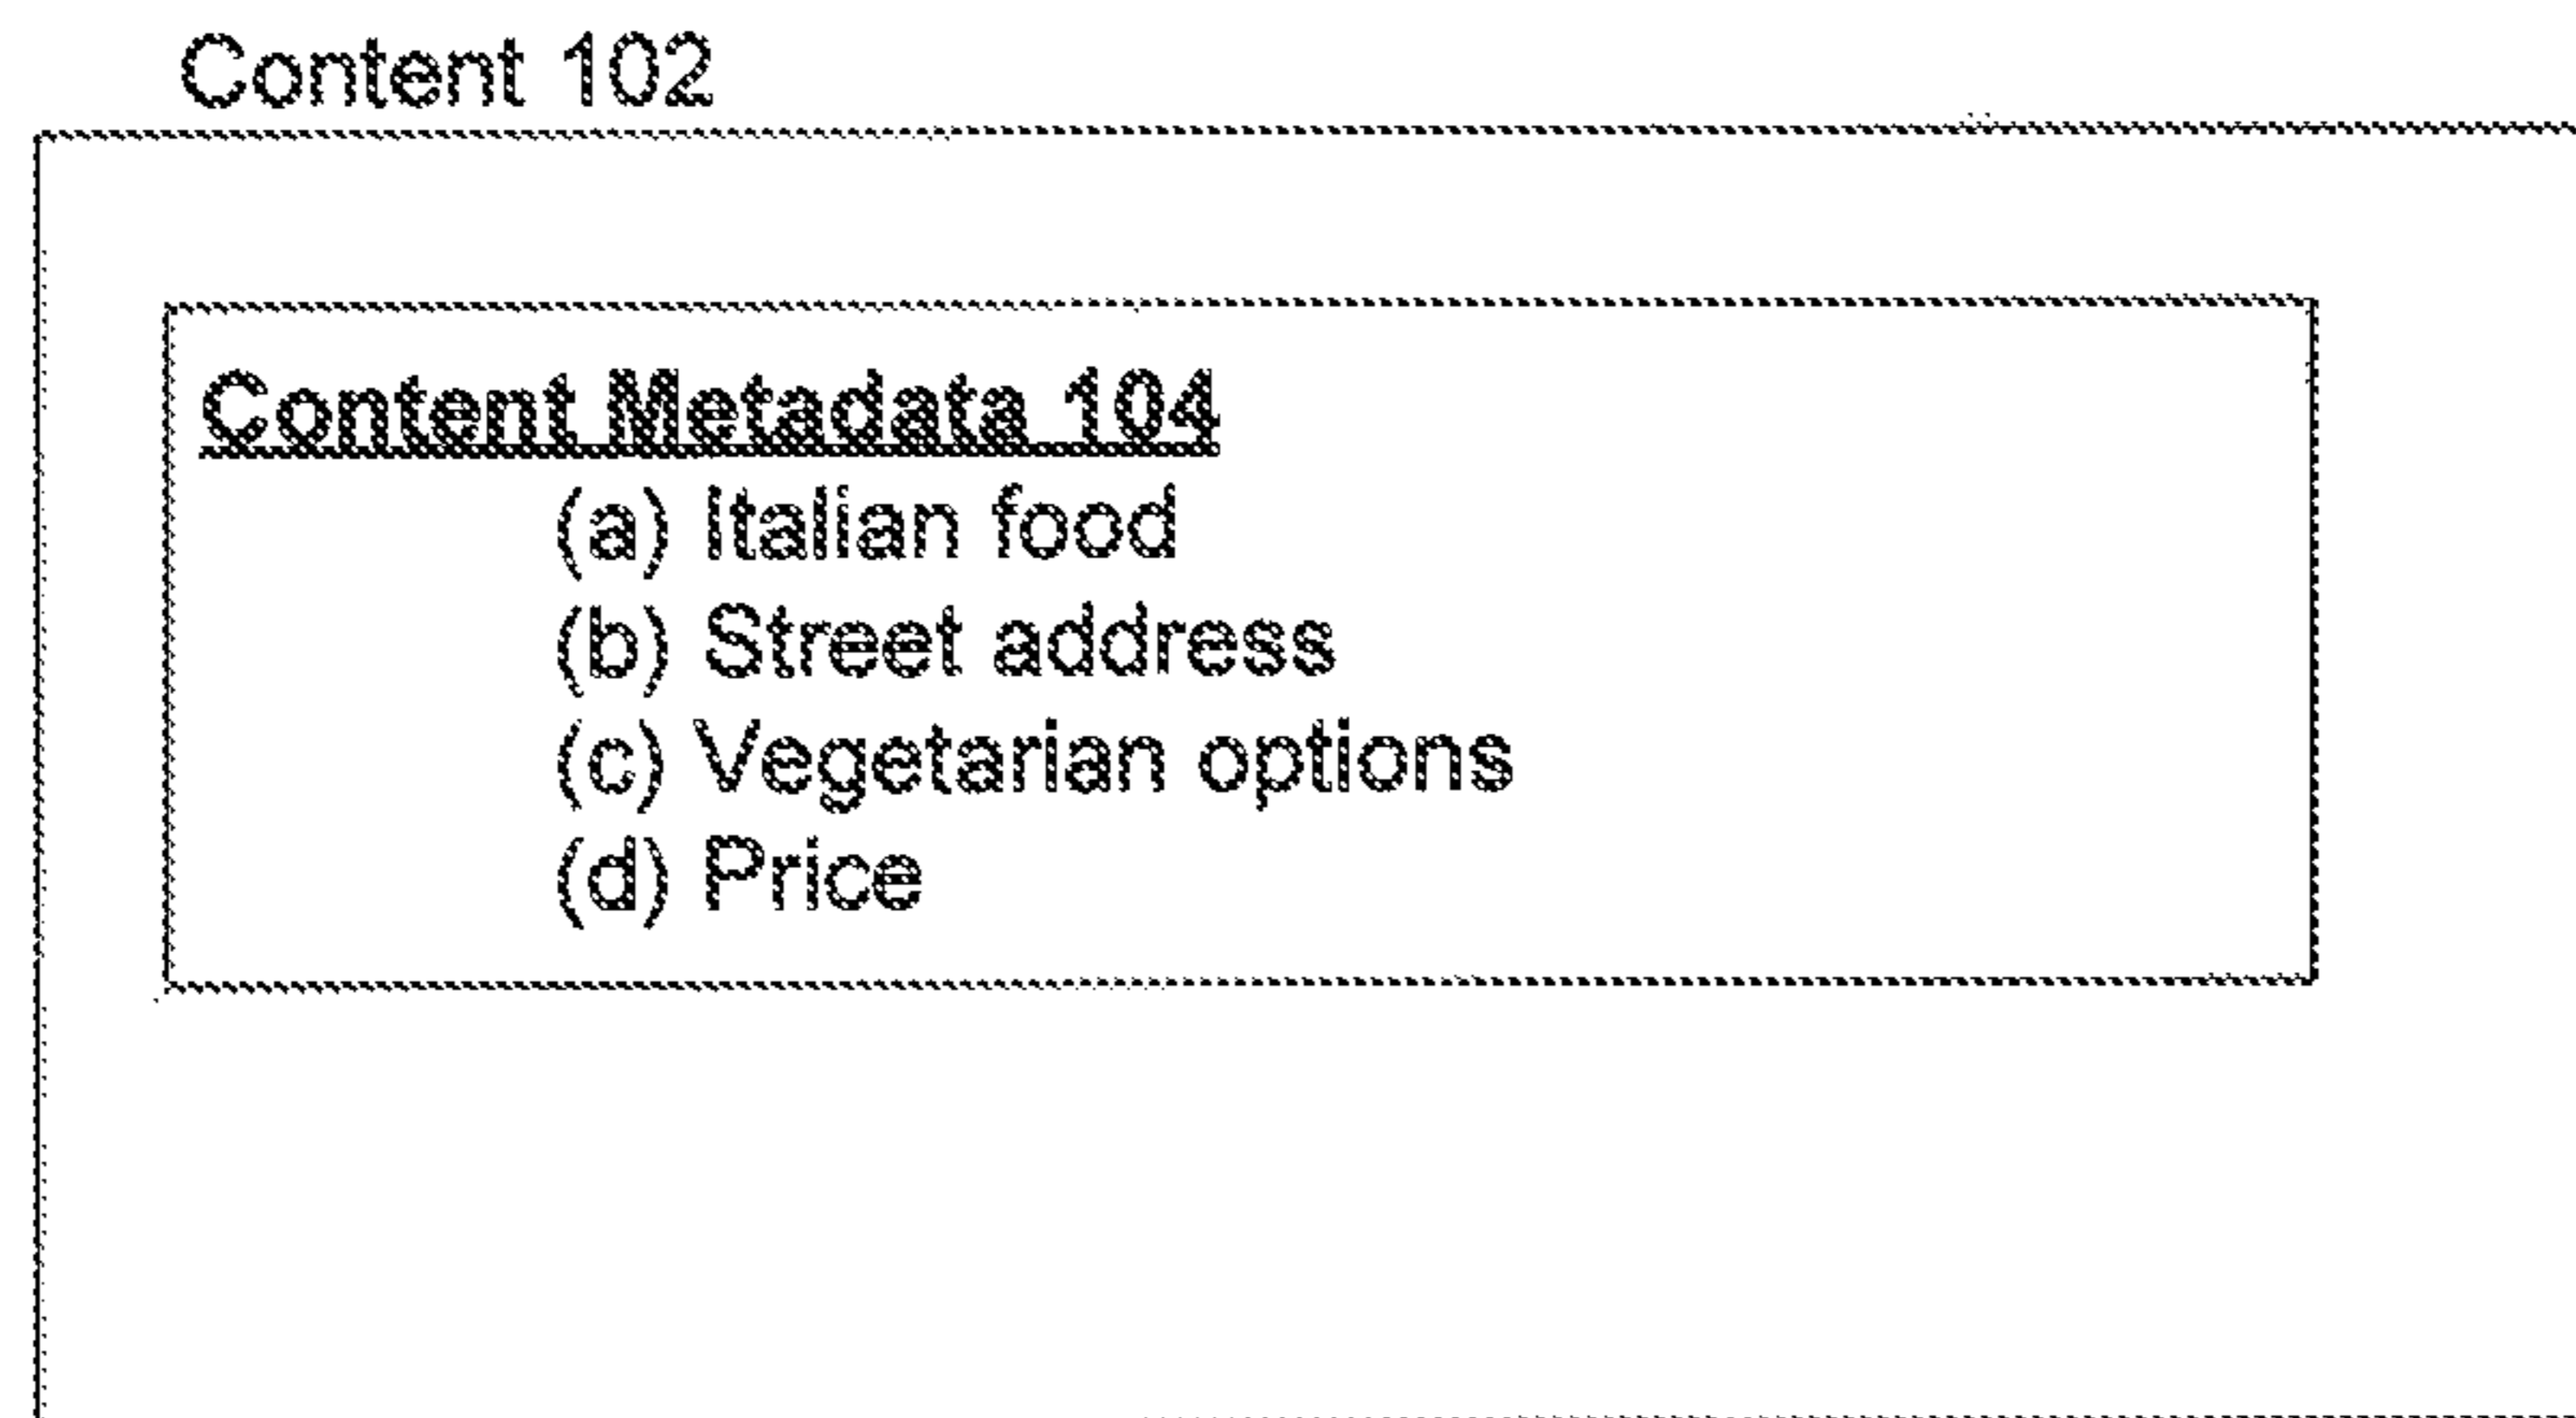 Content 102
Content Metadata 104
(a) Italian food
(b) Street address
(c) Vegetarian options
(d) Price